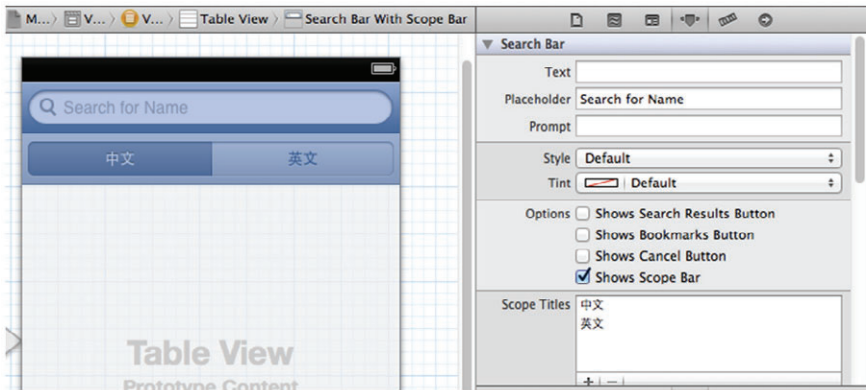 M... V... V... Table View Search Bar With Scope Bar
Search for Name
中文 英文
Table View
Prototype Content
Search Bar
Text
Placeholder Search for Name
Prompt
Style Default
Tint Default
Options Shows Search Results Button
Shows Bookmarks Button
Shows Cancel Button
Shows Scope Bar
Scope Titles 中文
英文